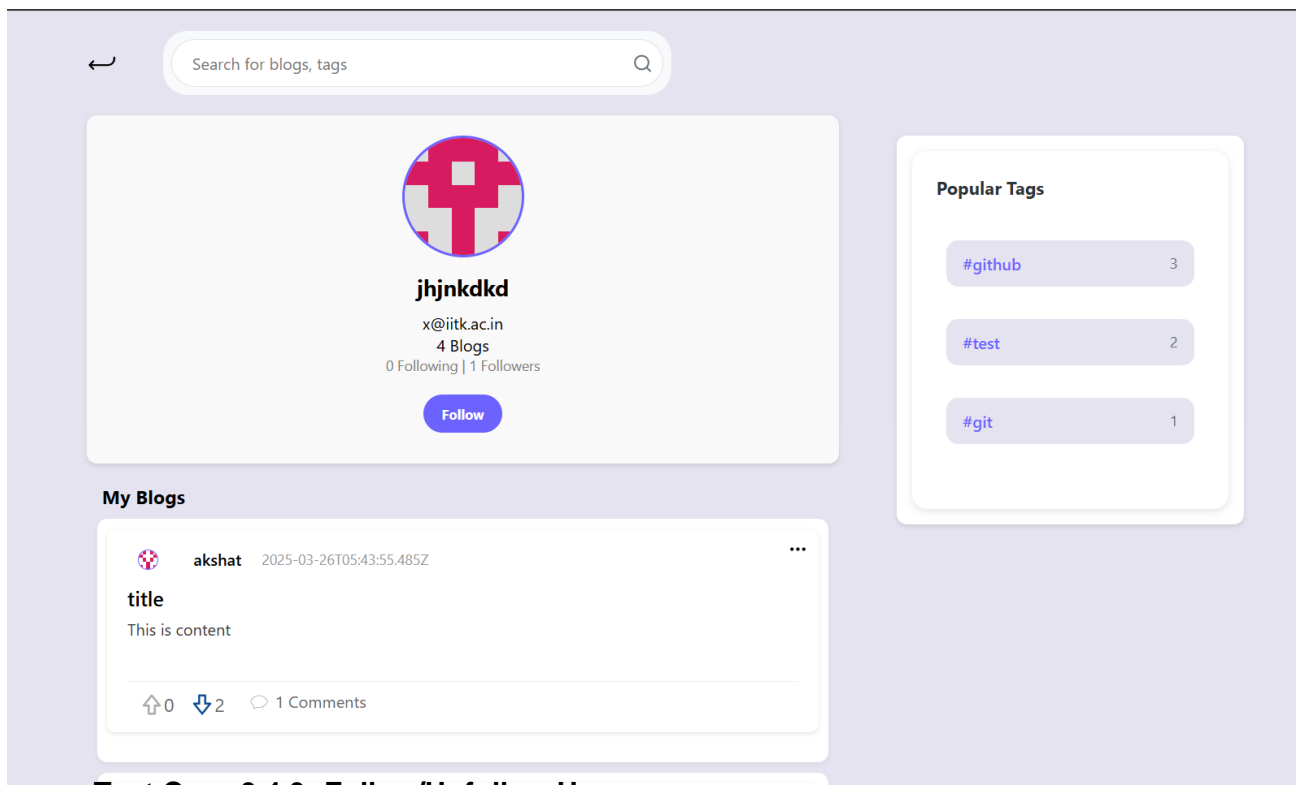 Search for blogs, tags
jhjnkdkd
x@iitk.ac.in
4 Blogs
0 Following | 1 Followers
Follow
Popular Tags
#github 3
#test 2
#git 1
My Blogs
akshat 2025-03-26T05:43:55.485Z
title
This is content
0 2 1 Comments